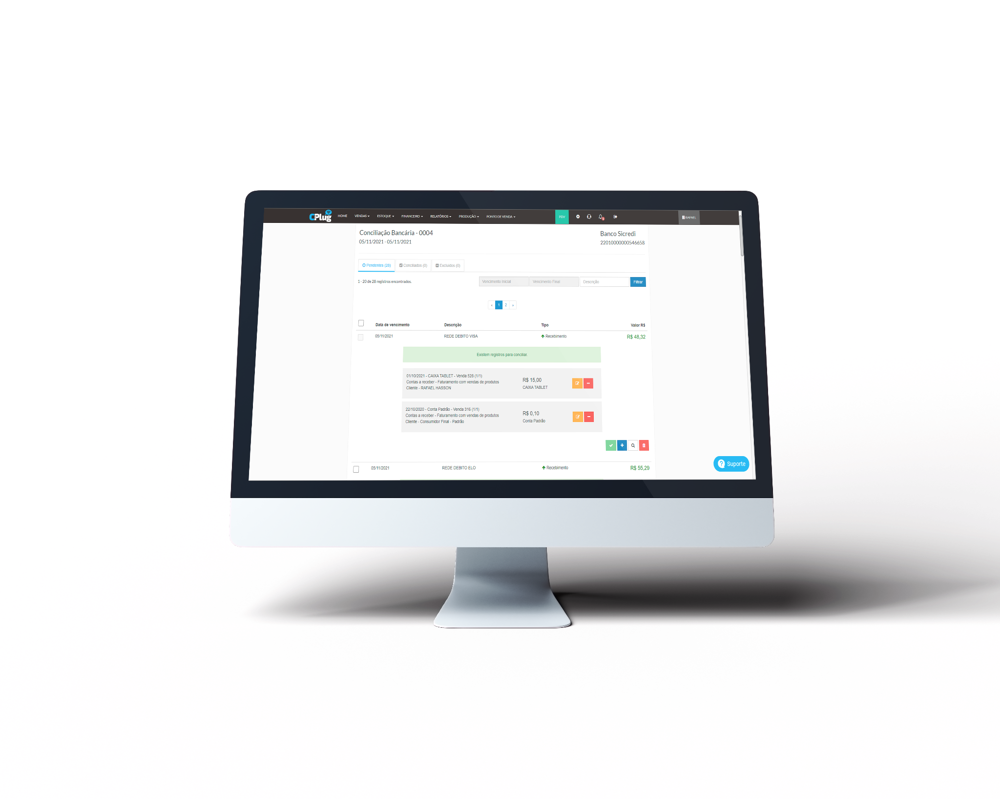 CPlug HOME VENDAS ESTOQUE FINANCEIRO RELATÓRIOS PRODUÇÃO PONTO DE VENDA PDV 1 RAFAEL
Conciliação Bancária - 0004 Banco Sicredi
05/11/2021 - 05/11/2021 22010000000546658
Pendentes (28) Conciliados (0) Excluídos (0)
1 - 20 de 28 registros encontrados. Vencimento Inicial Vencimento Final Descrição Filtrar
« 1 2 »
Data de vencimento Descrição Tipo Valor R$
05/11/2021 REDE DEBITO VISA Recebimento R$ 48,32
Existem registros para conciliar.
01/10/2021 - CAIXA TABLET - Venda 528 (1/1)
Contas a receber - Faturamento com vendas de produtos
Cliente - RAFAEL HASSON
R$ 15,00
CAIXA TABLET
22/10/2020 - Conta Padrão - Venda 316 (1/1)
Contas a receber - Faturamento com vendas de produtos
Cliente - Consumidor Final - Padrão
R$ 0,10
Conta Padrão
05/11/2021 REDE DEBITO ELO Recebimento R$ 55,29
Suporte